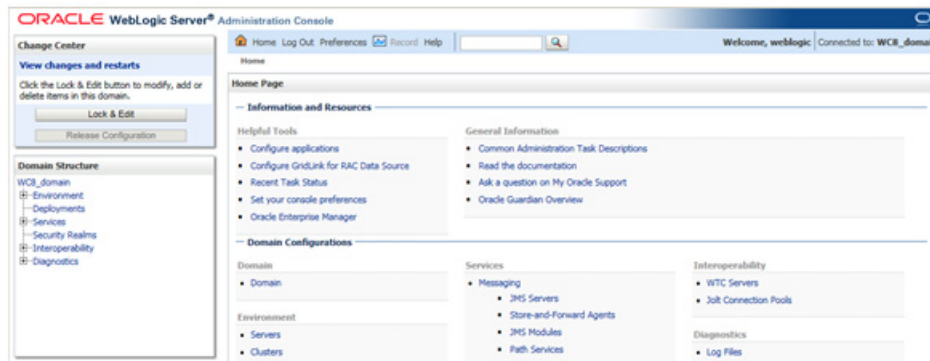 ORACLE WebLogic Server® Administration Console
Change Center
View changes and restarts
Click the Lock & Edit button to modify, add or
delete items in this domain.
Lock & Edit
Release Configuration
Domain Structure
WC8_domain
Environment
Deployments
Services
Security Realms
Interoperability
Diagnostics
Home Log Out Preferences Record Help
Welcome, weblogic Connected to: WC8_domai
Home
Home Page
Information and Resources
Helpful Tools
• Configure applications
• Configure GridLink for RAC Data Source
• Recent Task Status
• Set your console preferences
• Oracle Enterprise Manager
General Information
• Common Administration Task Descriptions
• Read the documentation
• Ask a question on My Oracle Support
• Oracle Guardian Overview
Domain Configurations
Domain
• Domain
Environment
• Servers
• Clusters
Services
• Messaging
• JMS Servers
• Store-and-Forward Agents
• JMS Modules
• Path Services
Interoperability
• WTC Servers
• Jolt Connection Pools
Diagnostics
• Log Files